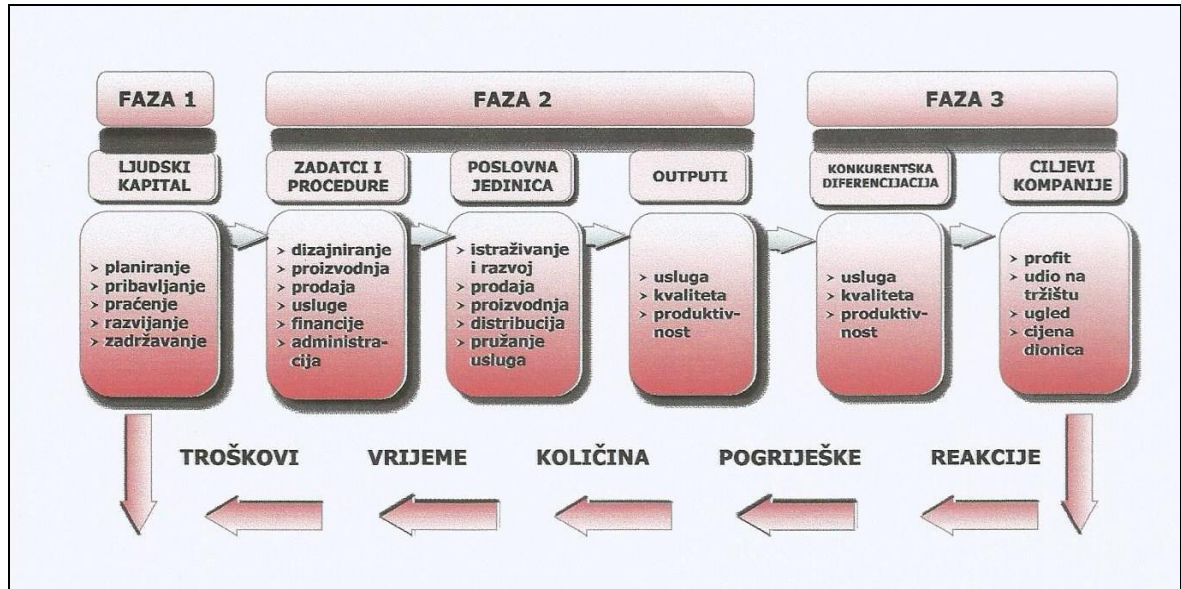 FAZA 1
FAZA 2
FAZA 3
LJUDSKI
KAPITAL
ZADATCI I
PROCEDURE
POSLOVNA
JEDINICA
OUTPUTI
KONKURENTSKA
DIFERENCIJACIJA
CILJEVI
KOMPANIJE
> planiranje
> pribavljanje
> praćenje
> razvijanje
> zadržavanje
> dizajniranje
> proizvodnja
> prodaja
> usluge
> financije
> administra-
cija
> istraživanje
i razvoj
> prodaja
> proizvodnja
> distribucija
> pružanje
usluga
> usluga
> kvaliteta
> produktiv-
nost
> usluga
> kvaliteta
> produktiv-
nost
> profit
> udio na
tržištu
> ugled
> cijena
dionica
TROŠKOVI
VRIJEME
KOLIČINA
POGRIJEŠKE
REAKCIJE